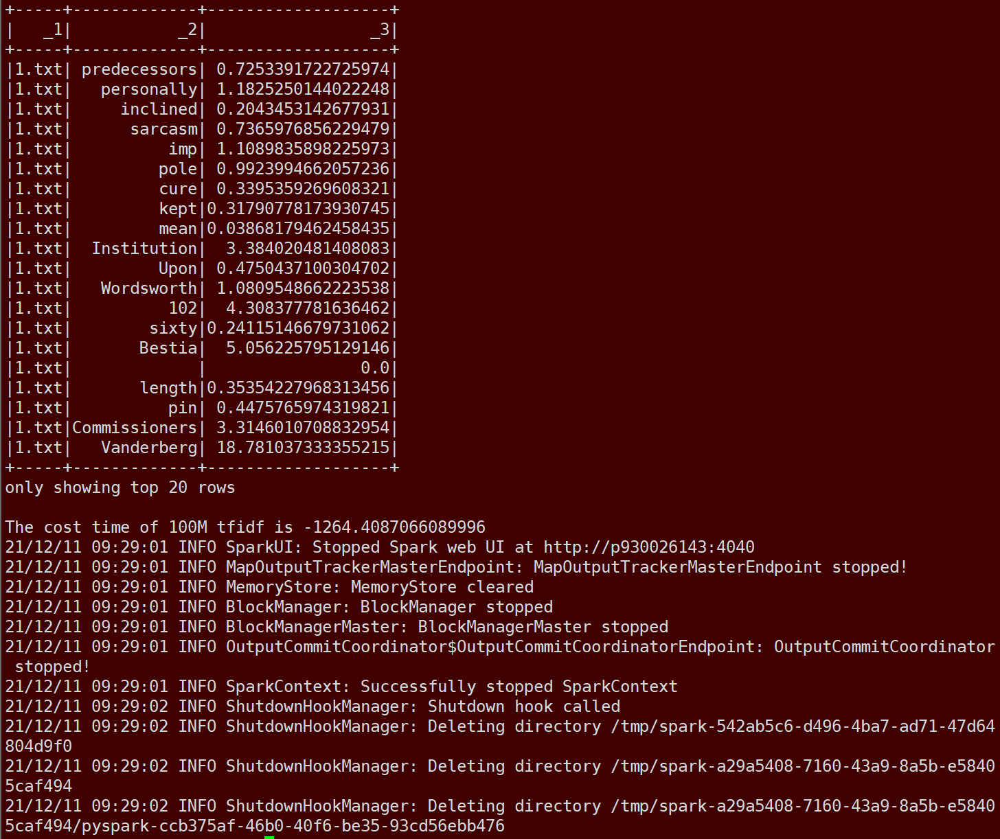 +-----+-------------+-------------------+
|   _1|           _2|                 _3|
+-----+-------------+-------------------+
|1.txt| predecessors| 0.7253391722725974|
|1.txt|   personally| 1.1825250144022248|
|1.txt|     inclined| 0.2043453142677931|
|1.txt|      sarcasm| 0.7365976856229479|
|1.txt|          imp| 1.1089835898225973|
|1.txt|         pole| 0.9923994662057236|
|1.txt|         cure| 0.3395359269608321|
|1.txt|         kept|0.31790778173930745|
|1.txt|         mean|0.03868179462458435|
|1.txt|  Institution|  3.384020481408083|
|1.txt|         Upon| 0.4750437100304702|
|1.txt|   Wordsworth| 1.0809548662223538|
|1.txt|          102|  4.308377781636462|
|1.txt|        sixty|0.24115146679731062|
|1.txt|       Bestia|  5.056225795129146|
|1.txt|             |                0.0|
|1.txt|       length|0.35354227968313456|
|1.txt|          pin| 0.4475765974319821|
|1.txt|Commissioners| 3.3146010708832954|
|1.txt|   Vanderberg| 18.781037333355215|
+-----+-------------+-------------------+
only showing top 20 rows

The cost time of 100M tfidf is -1264.4087066089996
21/12/11 09:29:01 INFO SparkUI: Stopped Spark web UI at http://p930026143:4040
21/12/11 09:29:01 INFO MapOutputTrackerMasterEndpoint: MapOutputTrackerMasterEndpoint stopped!
21/12/11 09:29:01 INFO MemoryStore: MemoryStore cleared
21/12/11 09:29:01 INFO BlockManager: BlockManager stopped
21/12/11 09:29:01 INFO BlockManagerMaster: BlockManagerMaster stopped
21/12/11 09:29:01 INFO OutputCommitCoordinator$OutputCommitCoordinatorEndpoint: OutputCommitCoordinator
 stopped!
21/12/11 09:29:01 INFO SparkContext: Successfully stopped SparkContext
21/12/11 09:29:02 INFO ShutdownHookManager: Shutdown hook called
21/12/11 09:29:02 INFO ShutdownHookManager: Deleting directory /tmp/spark-542ab5c6-d496-4ba7-ad71-47d64
804d9f0
21/12/11 09:29:02 INFO ShutdownHookManager: Deleting directory /tmp/spark-a29a5408-7160-43a9-8a5b-e5840
5caf494
21/12/11 09:29:02 INFO ShutdownHookManager: Deleting directory /tmp/spark-a29a5408-7160-43a9-8a5b-e5840
5caf494/pyspark-ccb375af-46b0-40f6-be35-93cd56ebb476